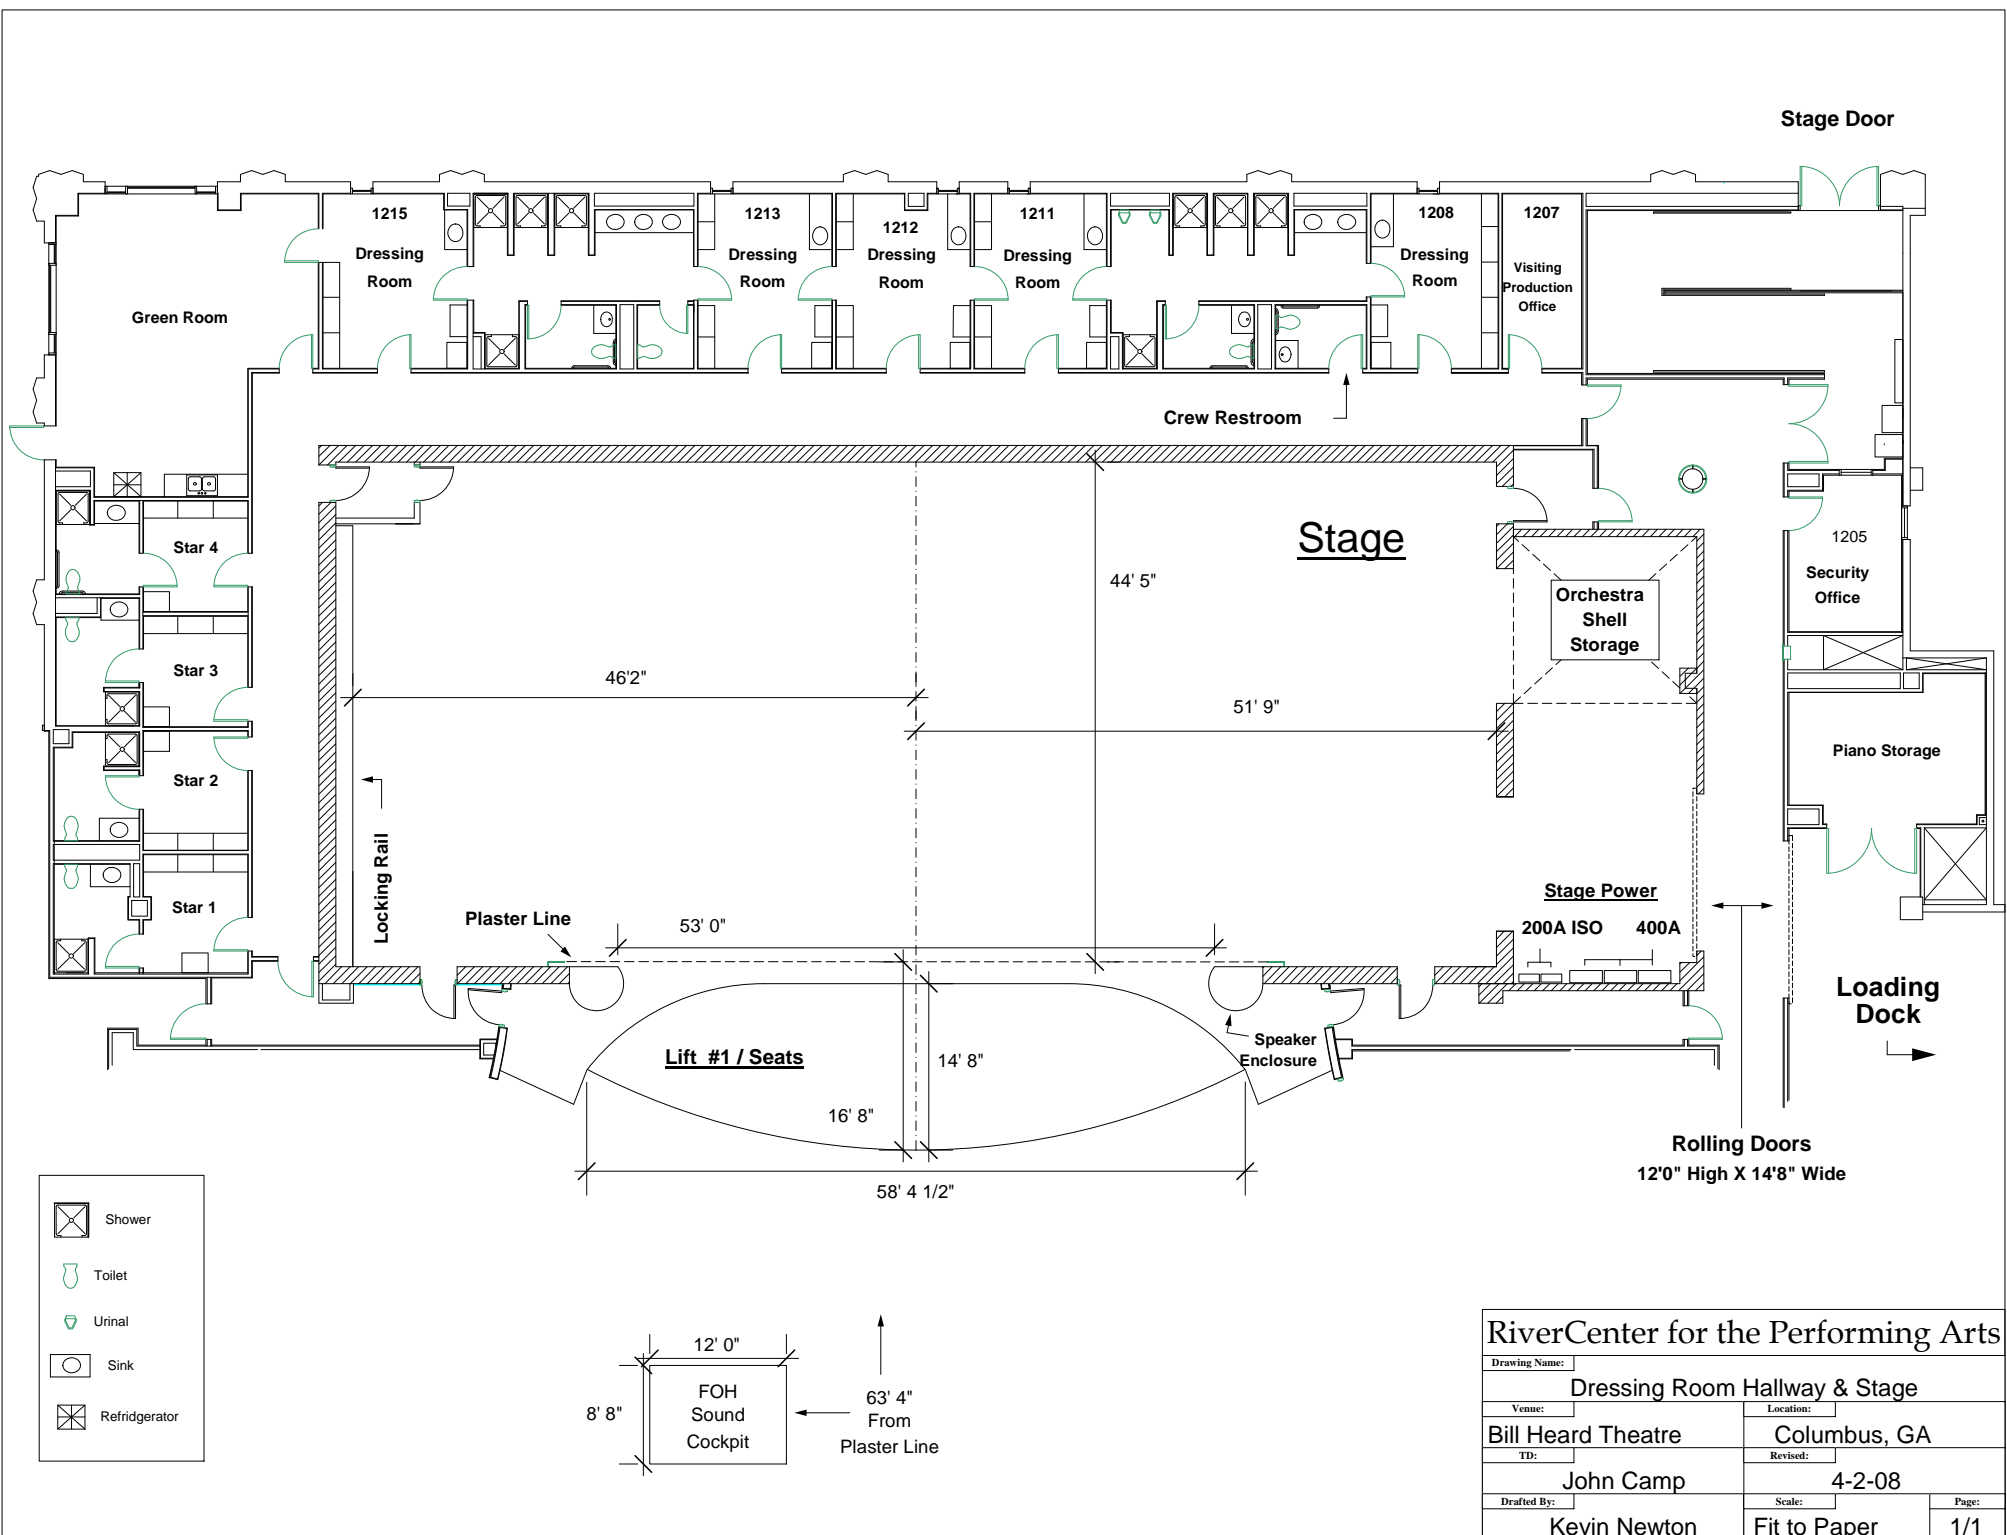 Stage Door
1215
Dressing
Room
1213
Dressing
Room
1212
Dressing
Room
1211
Dressing
Room
1208
Dressing
Room
1207
Visiting
Production
Office
Green Room
Crew Restroom
Stage
Star 4
Star 3
Star 2
Star 1
44' 5"
46'2"
51' 9"
Orchestra
Shell
Storage
1205
Security
Office
Piano Storage
Locking Rail
Plaster Line
53' 0"
Stage Power
200A ISO
400A
Loading
Dock
Lift #1 / Seats
14' 8"
16' 8"
Speaker
Enclosure
58' 4 1/2"
Rolling Doors
12'0" High X 14'8" Wide
Shower
Toilet
Urinal
Sink
Refridgerator
12' 0"
8' 8"
FOH
Sound
Cockpit
63' 4"
From
Plaster Line
RiverCenter for the Performing Arts
Drawing Name:
Dressing Room Hallway & Stage
Venue:
Bill Heard Theatre
Location:
Columbus, GA
TD:
John Camp
Revised:
4-2-08
Drafted By:
Kevin Newton
Scale:
Fit to Paper
Page:
1/1